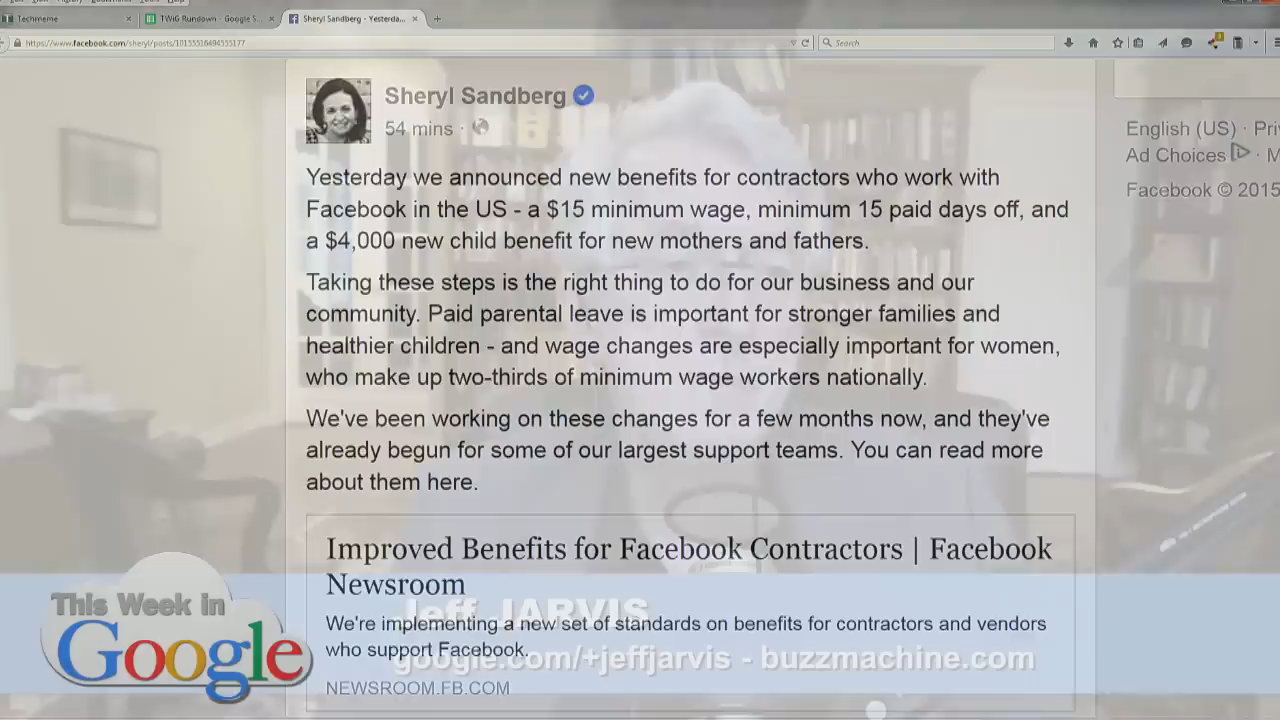 Techmeme
TWiG Rundown - Google S...
Sheryl Sandberg - Yesterda...
https://www.facebook.com/sheryl/posts/10155516494555177
Search
Sheryl Sandberg
54 mins ·
English (US) · Pri
Ad Choices · M
Facebook © 2015
Yesterday we announced new benefits for contractors who work with
Facebook in the US - a $15 minimum wage, minimum 15 paid days off, and
a $4,000 new child benefit for new mothers and fathers.
Taking these steps is the right thing to do for our business and our
community. Paid parental leave is important for stronger families and
healthier children - and wage changes are especially important for women,
who make up two-thirds of minimum wage workers nationally.
We've been working on these changes for a few months now, and they've
already begun for some of our largest support teams. You can read more
about them here.
Improved Benefits for Facebook Contractors | Facebook
Newsroom
We're implementing a new set of standards on benefits for contractors and vendors
who support Facebook.
NEWSROOM.FB.COM
This Week in
Google
Jeff JARVIS
google.com/+jeffjarvis - buzzmachine.com